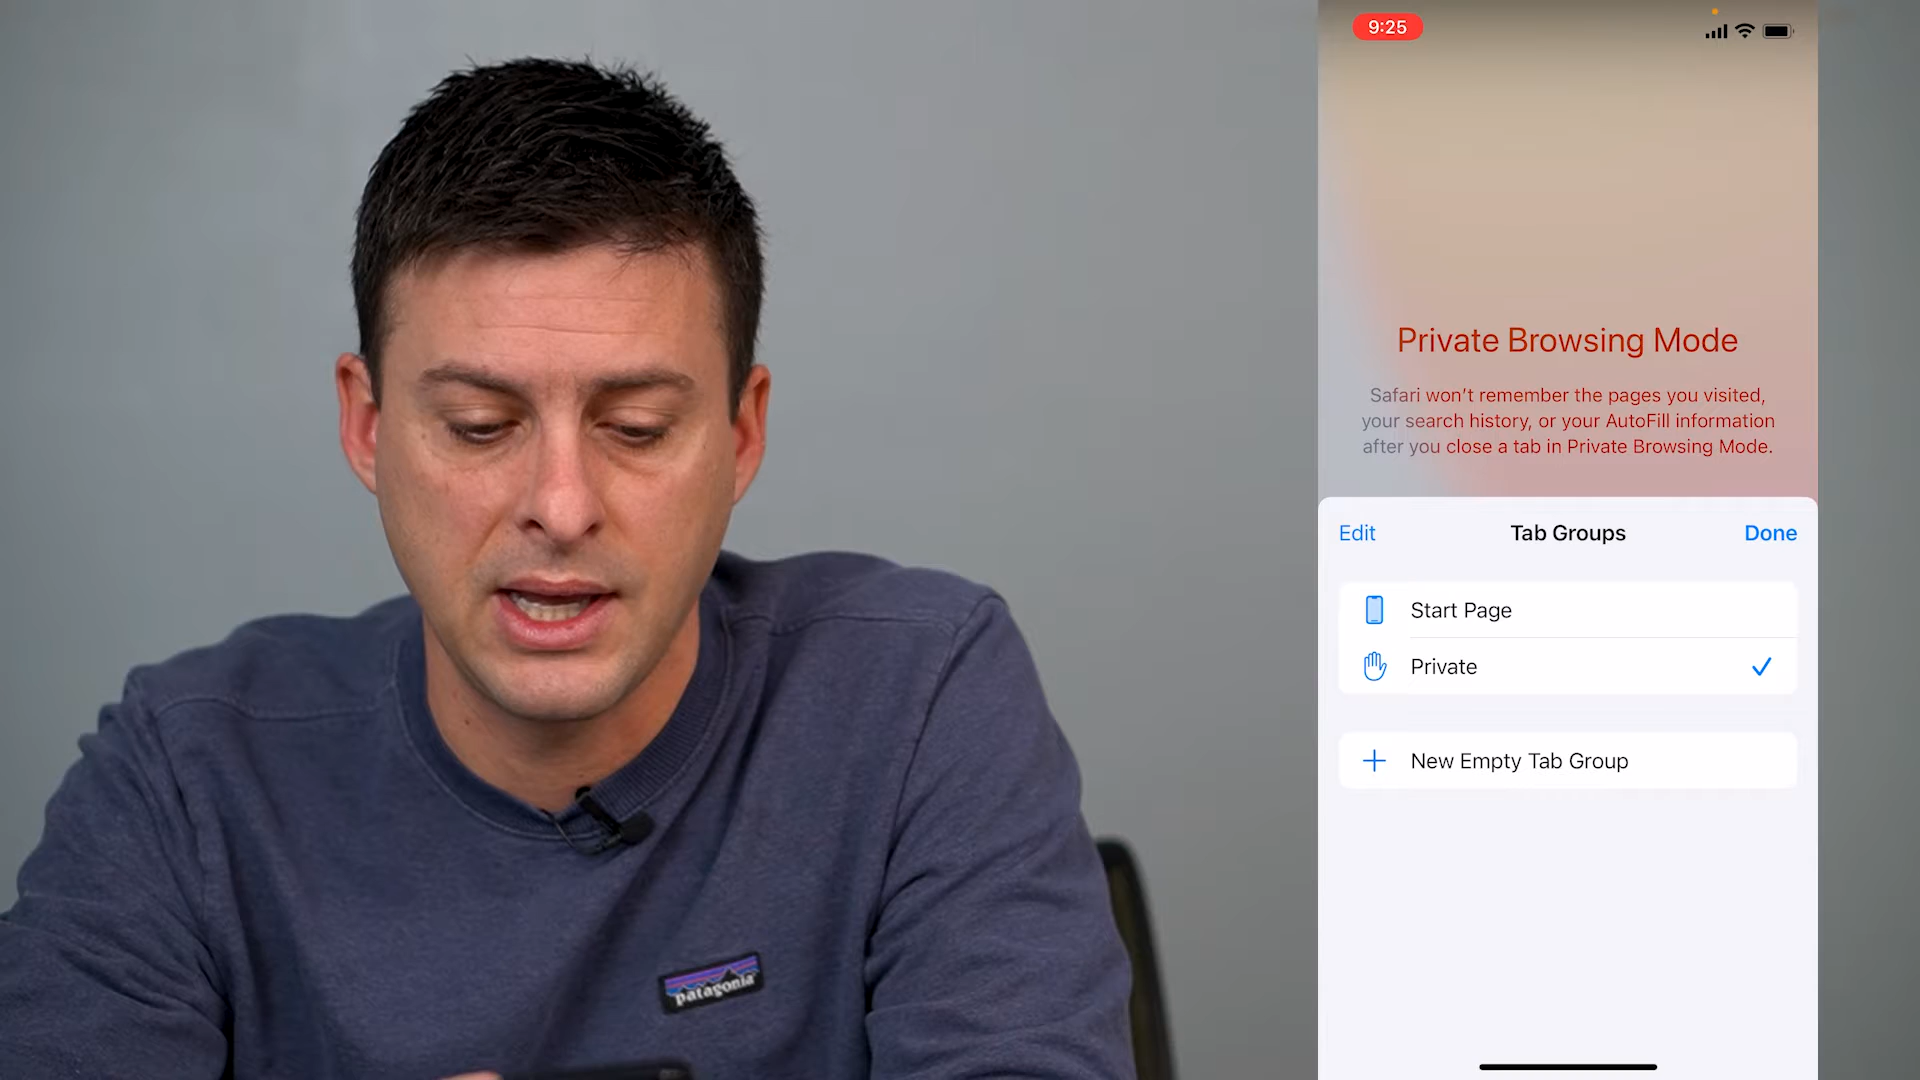 9:25
Private Browsing Mode
Safari won't remember the pages you visited,
your search history, or your AutoFill information
after you close a tab in Private Browsing Mode.
Edit
Tab Groups
Done
Start Page
Private
New Empty Tab Group
patagonia